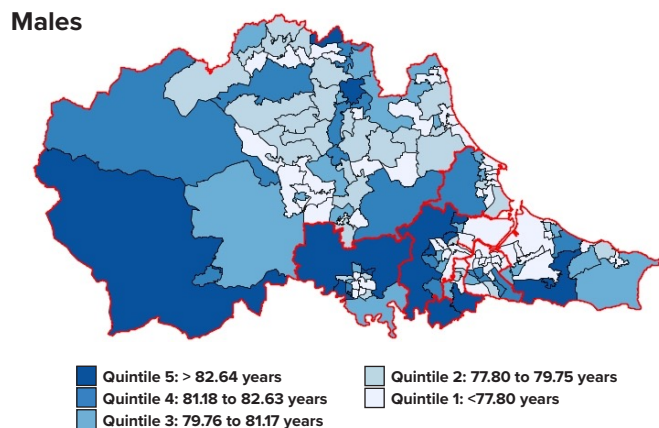 Males
Quintile 5: > 82.64 years
Quintile 4: 81.18 to 82.63 years
Quintile 3: 79.76 to 81.17 years
Quintile 2: 77.80 to 79.75 years
Quintile 1: <77.80 years